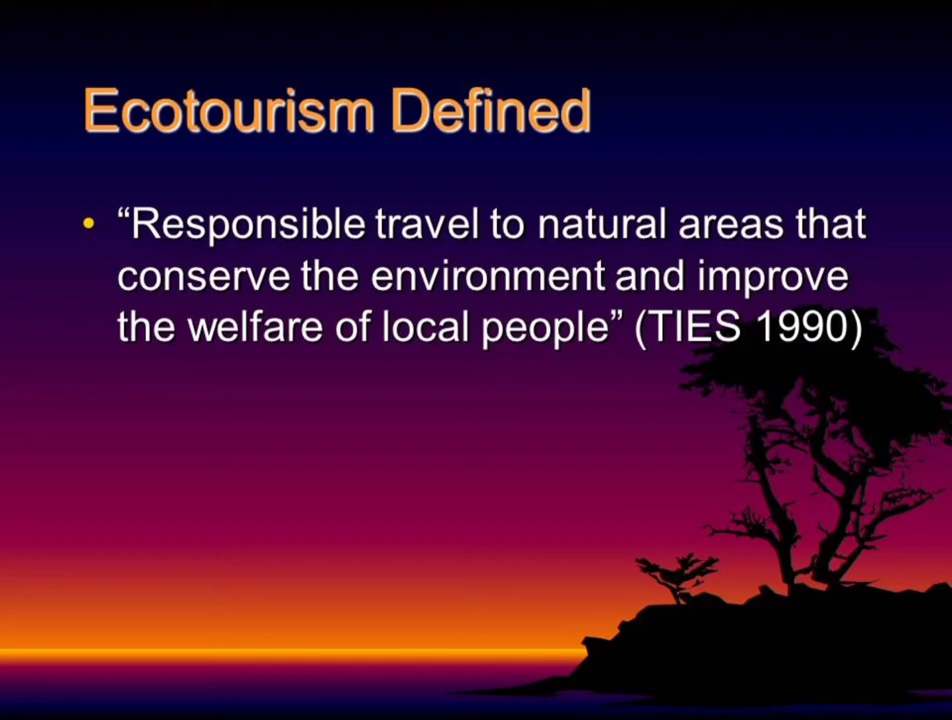 Ecotourism Defined
• “Responsible travel to natural areas that
conserve the environment and improve
the welfare of local people” (TIES 1990)